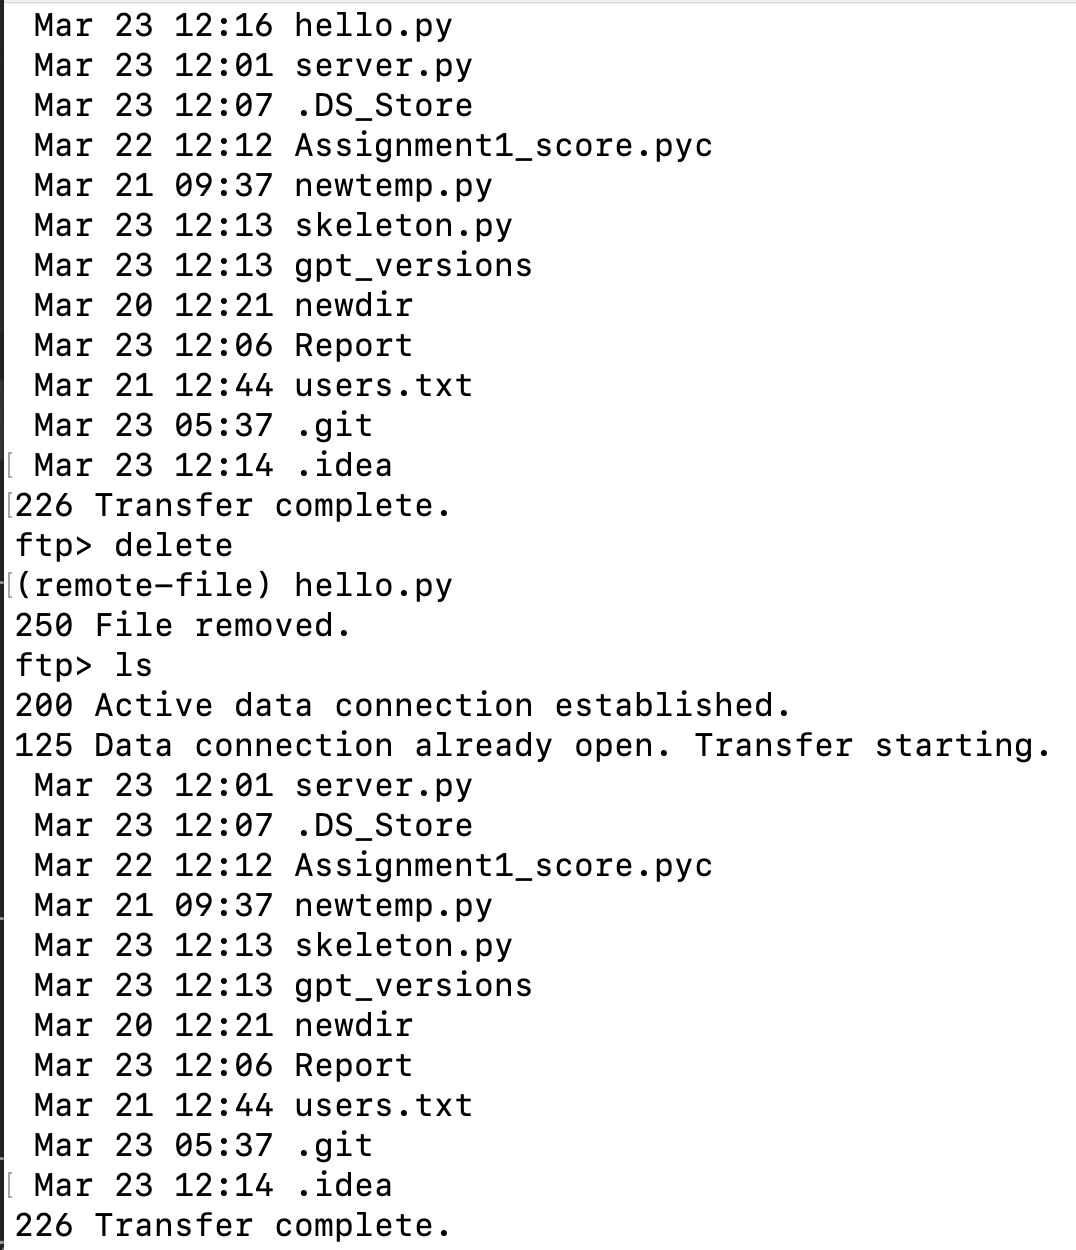 Mar 23 12:16 hello.py
Mar 23 12:01 server.py
Mar 23 12:07 .DS_Store
Mar 22 12:12 Assignment1_score.pyc
Mar 21 09:37 newtemp.py
Mar 23 12:13 skeleton.py
Mar 23 12:13 gpt_versions
Mar 20 12:21 newdir
Mar 23 12:06 Report
Mar 21 12:44 users.txt
Mar 23 05:37 .git
[ Mar 23 12:14 .idea
[226 Transfer complete.
ftp> delete
[(remote-file) hello.py
250 File removed.
ftp> ls
200 Active data connection established.
125 Data connection already open. Transfer starting.
Mar 23 12:01 server.py
Mar 23 12:07 .DS_Store
Mar 22 12:12 Assignment1_score.pyc
Mar 21 09:37 newtemp.py
Mar 23 12:13 skeleton.py
Mar 23 12:13 gpt_versions
Mar 20 12:21 newdir
Mar 23 12:06 Report
Mar 21 12:44 users.txt
Mar 23 05:37 .git
[ Mar 23 12:14 .idea
226 Transfer complete.